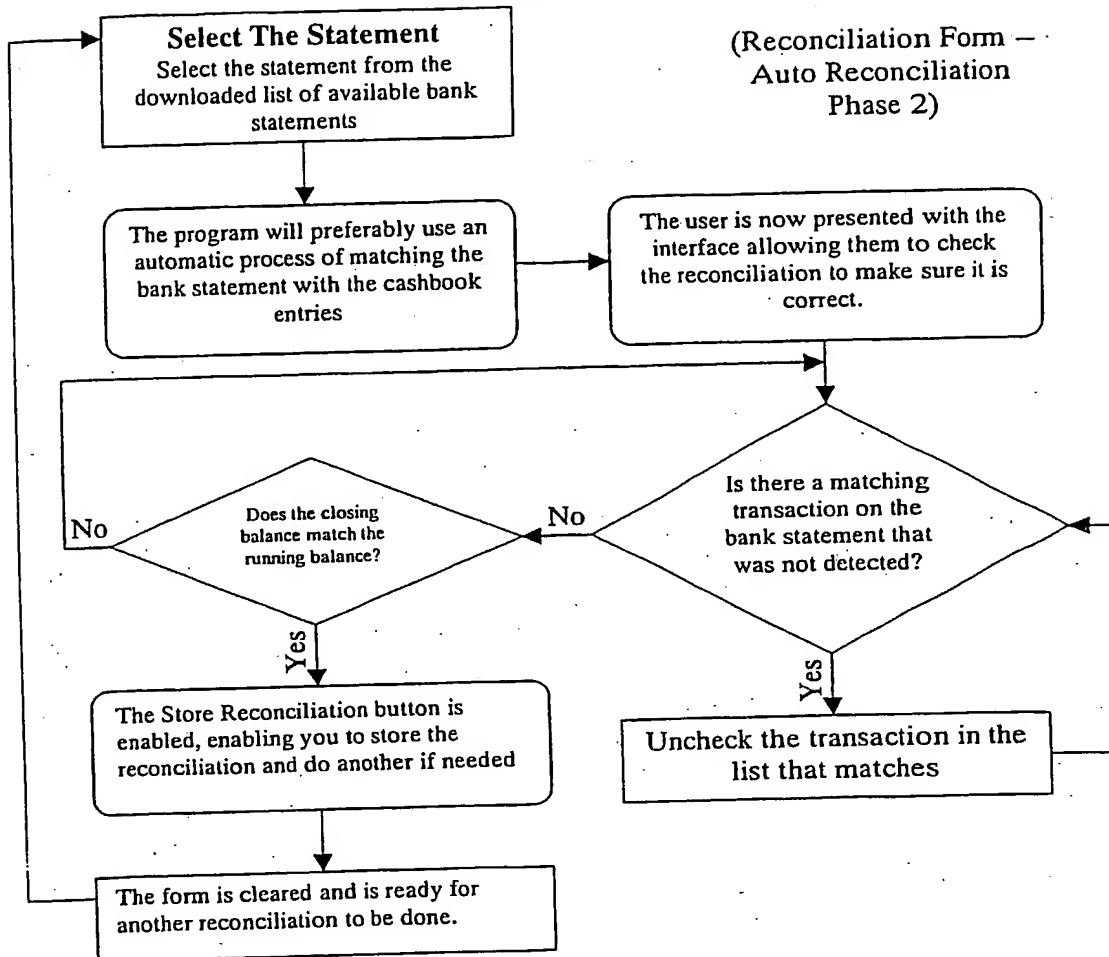 Select The Statement
Select the statement from the
downloaded list of available bank
statements
(Reconciliation Form –
Auto Reconciliation
Phase 2)
The program will preferably use an
automatic process of matching the
bank statement with the cashbook
entries
The user is now presented with the
interface allowing them to check
the reconciliation to make sure it is
correct.
Is there a matching
transaction on the
bank statement that
was not detected?
No
Does the closing
balance match the
running balance?
No
Yes
Yes
The Store Reconciliation button is
enabled, enabling you to store the
reconciliation and do another if needed
Uncheck the transaction in the
list that matches
The form is cleared and is ready for
another reconciliation to be done.